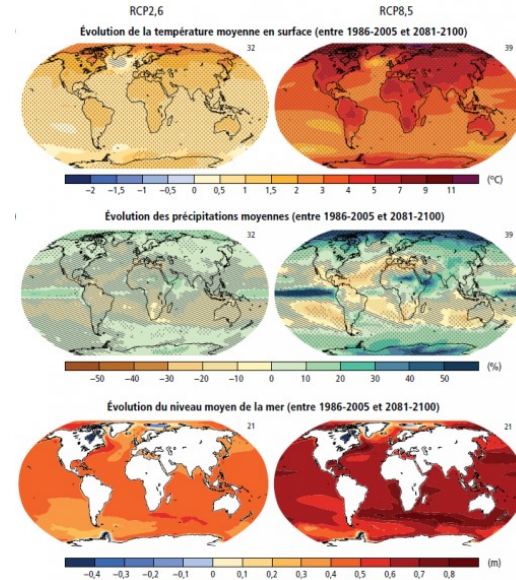 RCP2,6 RCP8,5
Évolution de la température moyenne en surface (entre 1986-2005 et 2081-2100)
32 39
−2 −1,5 −1 −0,5 0 0,5 1 1,5 2 3 4 5 7 9 11 (°C)
Évolution des précipitations moyennes (entre 1986-2005 et 2081-2100)
32 39
−50 −40 −30 −20 −10 0 10 20 30 40 50 (%)
Évolution du niveau moyen de la mer (entre 1986-2005 et 2081-2100)
21 21
−0,4 −0,3 −0,2 −0,1 0 0,1 0,2 0,3 0,4 0,5 0,6 0,7 0,8 (m)